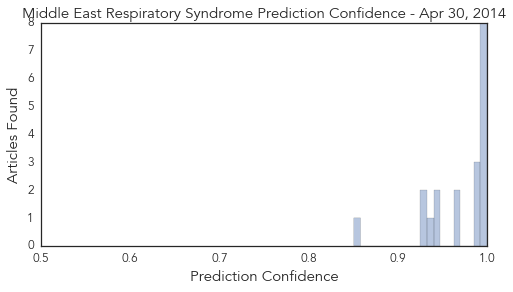 Middle East Respiratory Syndrome Prediction Confidence - Apr 30, 2014
8
7
6
5
4
3
2
1
0
Articles Found
0.5 0.6 0.7 0.8 0.9 1.0
Prediction Confidence